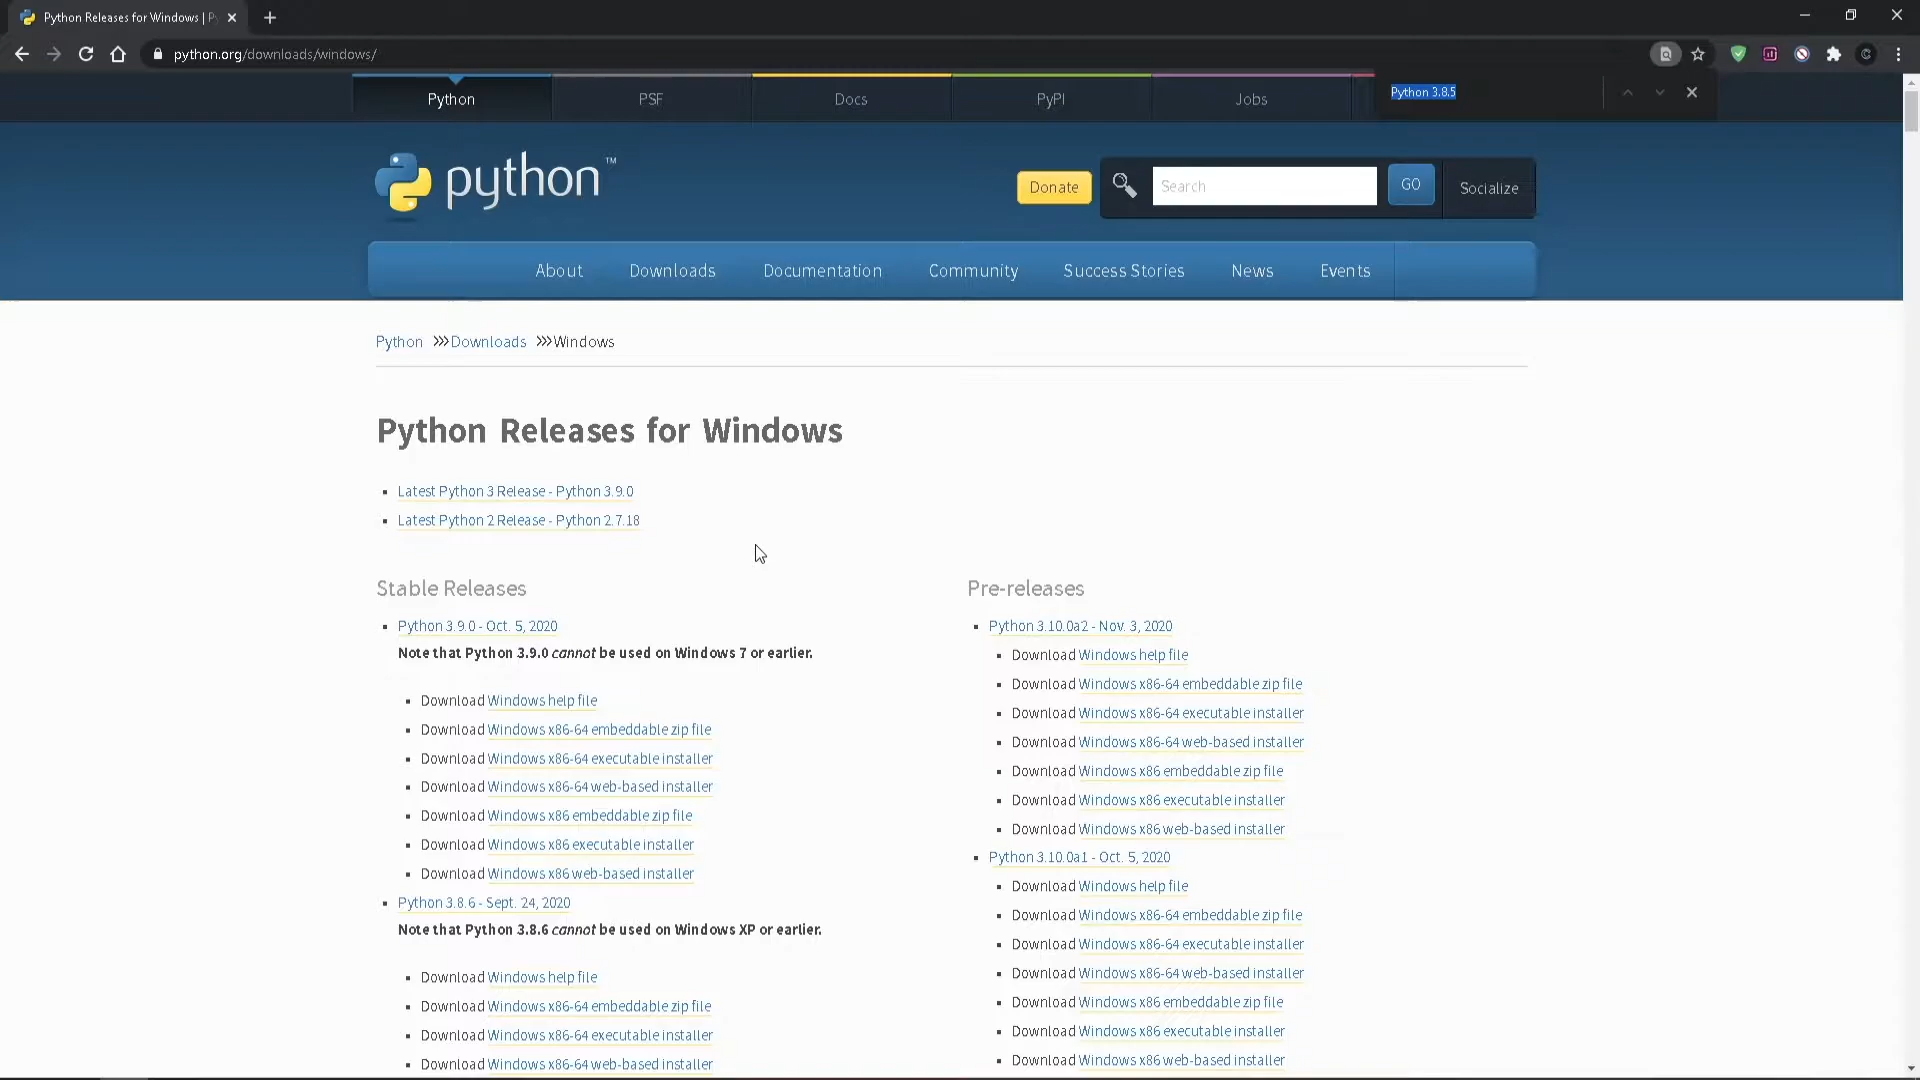 Python Releases for Windows | P
python.org/downloads/windows/
C
Python
PSF
Docs
PyPI
Jobs
Python 3.8.5
python™
Donate
Search
GO
Socialize
About
Downloads
Documentation
Community
Success Stories
News
Events
Python >>> Downloads >>> Windows
Python Releases for Windows
Latest Python 3 Release - Python 3.9.0
Latest Python 2 Release - Python 2.7.18
Stable Releases
Python 3.9.0 - Oct. 5, 2020
Note that Python 3.9.0 cannot be used on Windows 7 or earlier.
Download Windows help file
Download Windows x86-64 embeddable zip file
Download Windows x86-64 executable installer
Download Windows x86-64 web-based installer
Download Windows x86 embeddable zip file
Download Windows x86 executable installer
Download Windows x86 web-based installer
Python 3.8.6 - Sept. 24, 2020
Note that Python 3.8.6 cannot be used on Windows XP or earlier.
Download Windows help file
Download Windows x86-64 embeddable zip file
Download Windows x86-64 executable installer
Download Windows x86-64 web-based installer
Pre-releases
Python 3.10.0a2 - Nov. 3, 2020
Download Windows help file
Download Windows x86-64 embeddable zip file
Download Windows x86-64 executable installer
Download Windows x86-64 web-based installer
Download Windows x86 embeddable zip file
Download Windows x86 executable installer
Download Windows x86 web-based installer
Python 3.10.0a1 - Oct. 5, 2020
Download Windows help file
Download Windows x86-64 embeddable zip file
Download Windows x86-64 executable installer
Download Windows x86-64 web-based installer
Download Windows x86 embeddable zip file
Download Windows x86 executable installer
Download Windows x86 web-based installer